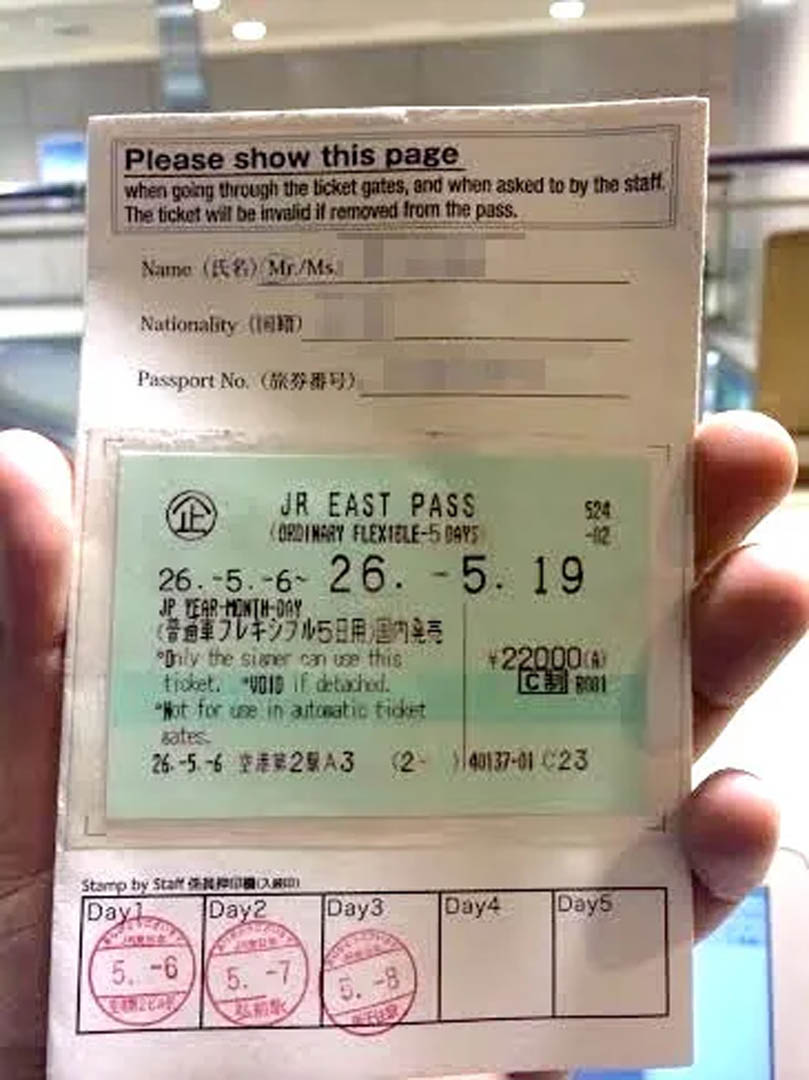 Please show this page
when going through the ticket gates, and when asked to by the staff.
The ticket will be invalid if removed from the pass.
Name (氏名) Mr./Ms.
Nationality (国籍)
Passport No. (旅券番号)
企 JR EAST PASS 524
(ORDINARY FLEXIBLE-5 DAYS) -02
26.-5.-6~ 26.-5.19
JP YEAR-MONTH-DAY
(普通車フレキシブル5日用)国内発売
*Only the signer can use this ¥22000(A)
ticket. *VOID if detached. C制 R001
*Not for use in automatic ticket
gates.
26.-5.-6 空港第2駅A3 (2- ) 40137-01 C23
Stamp by Staff 係員押印欄(入鋏印)
Day1 Day2 Day3 Day4 Day5
5.-6 5.-7 5.-8
弘前駅